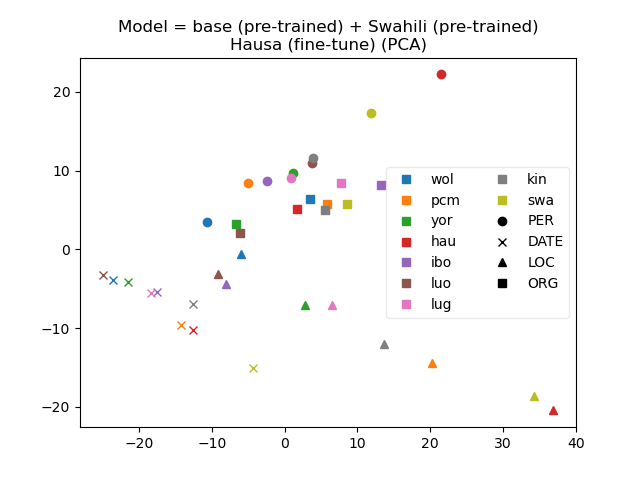 Model = base (pre-trained) + Swahili (pre-trained)
Hausa (fine-tune) (PCA)
20
10
0
−10
−20
−20
−10
0
10
20
30
40
wol
pcm
yor
hau
ibo
luo
lug
kin
swa
PER
DATE
LOC
ORG